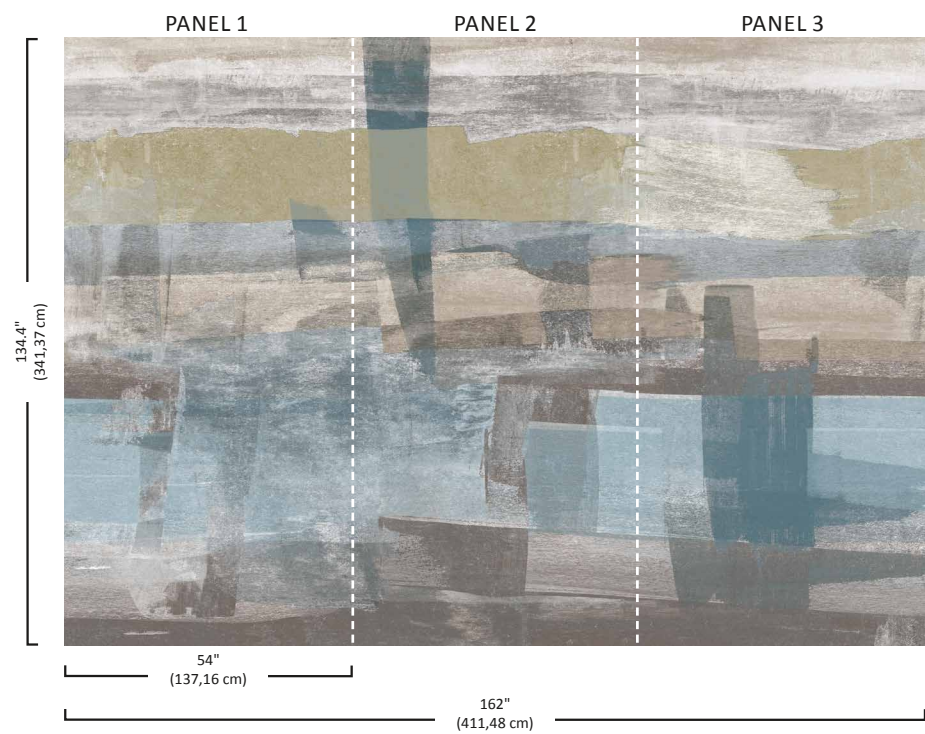 PANEL 1
PANEL 2
PANEL 3
134.4"
(341,37 cm)
54"
(137,16 cm)
162"
(411,48 cm)